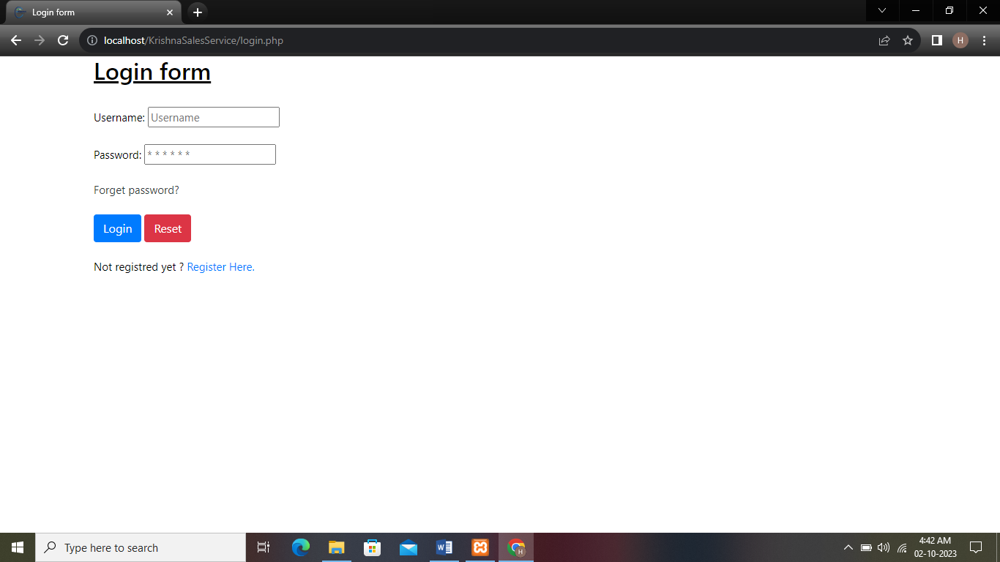 Login form
localhost/KrishnaSalesService/login.php
H
Login form
Username: Username
Password: * * * * * *
Forget password?
Login Reset
Not registred yet ? Register Here.
Type here to search
W
H
4:42 AM
02-10-2023